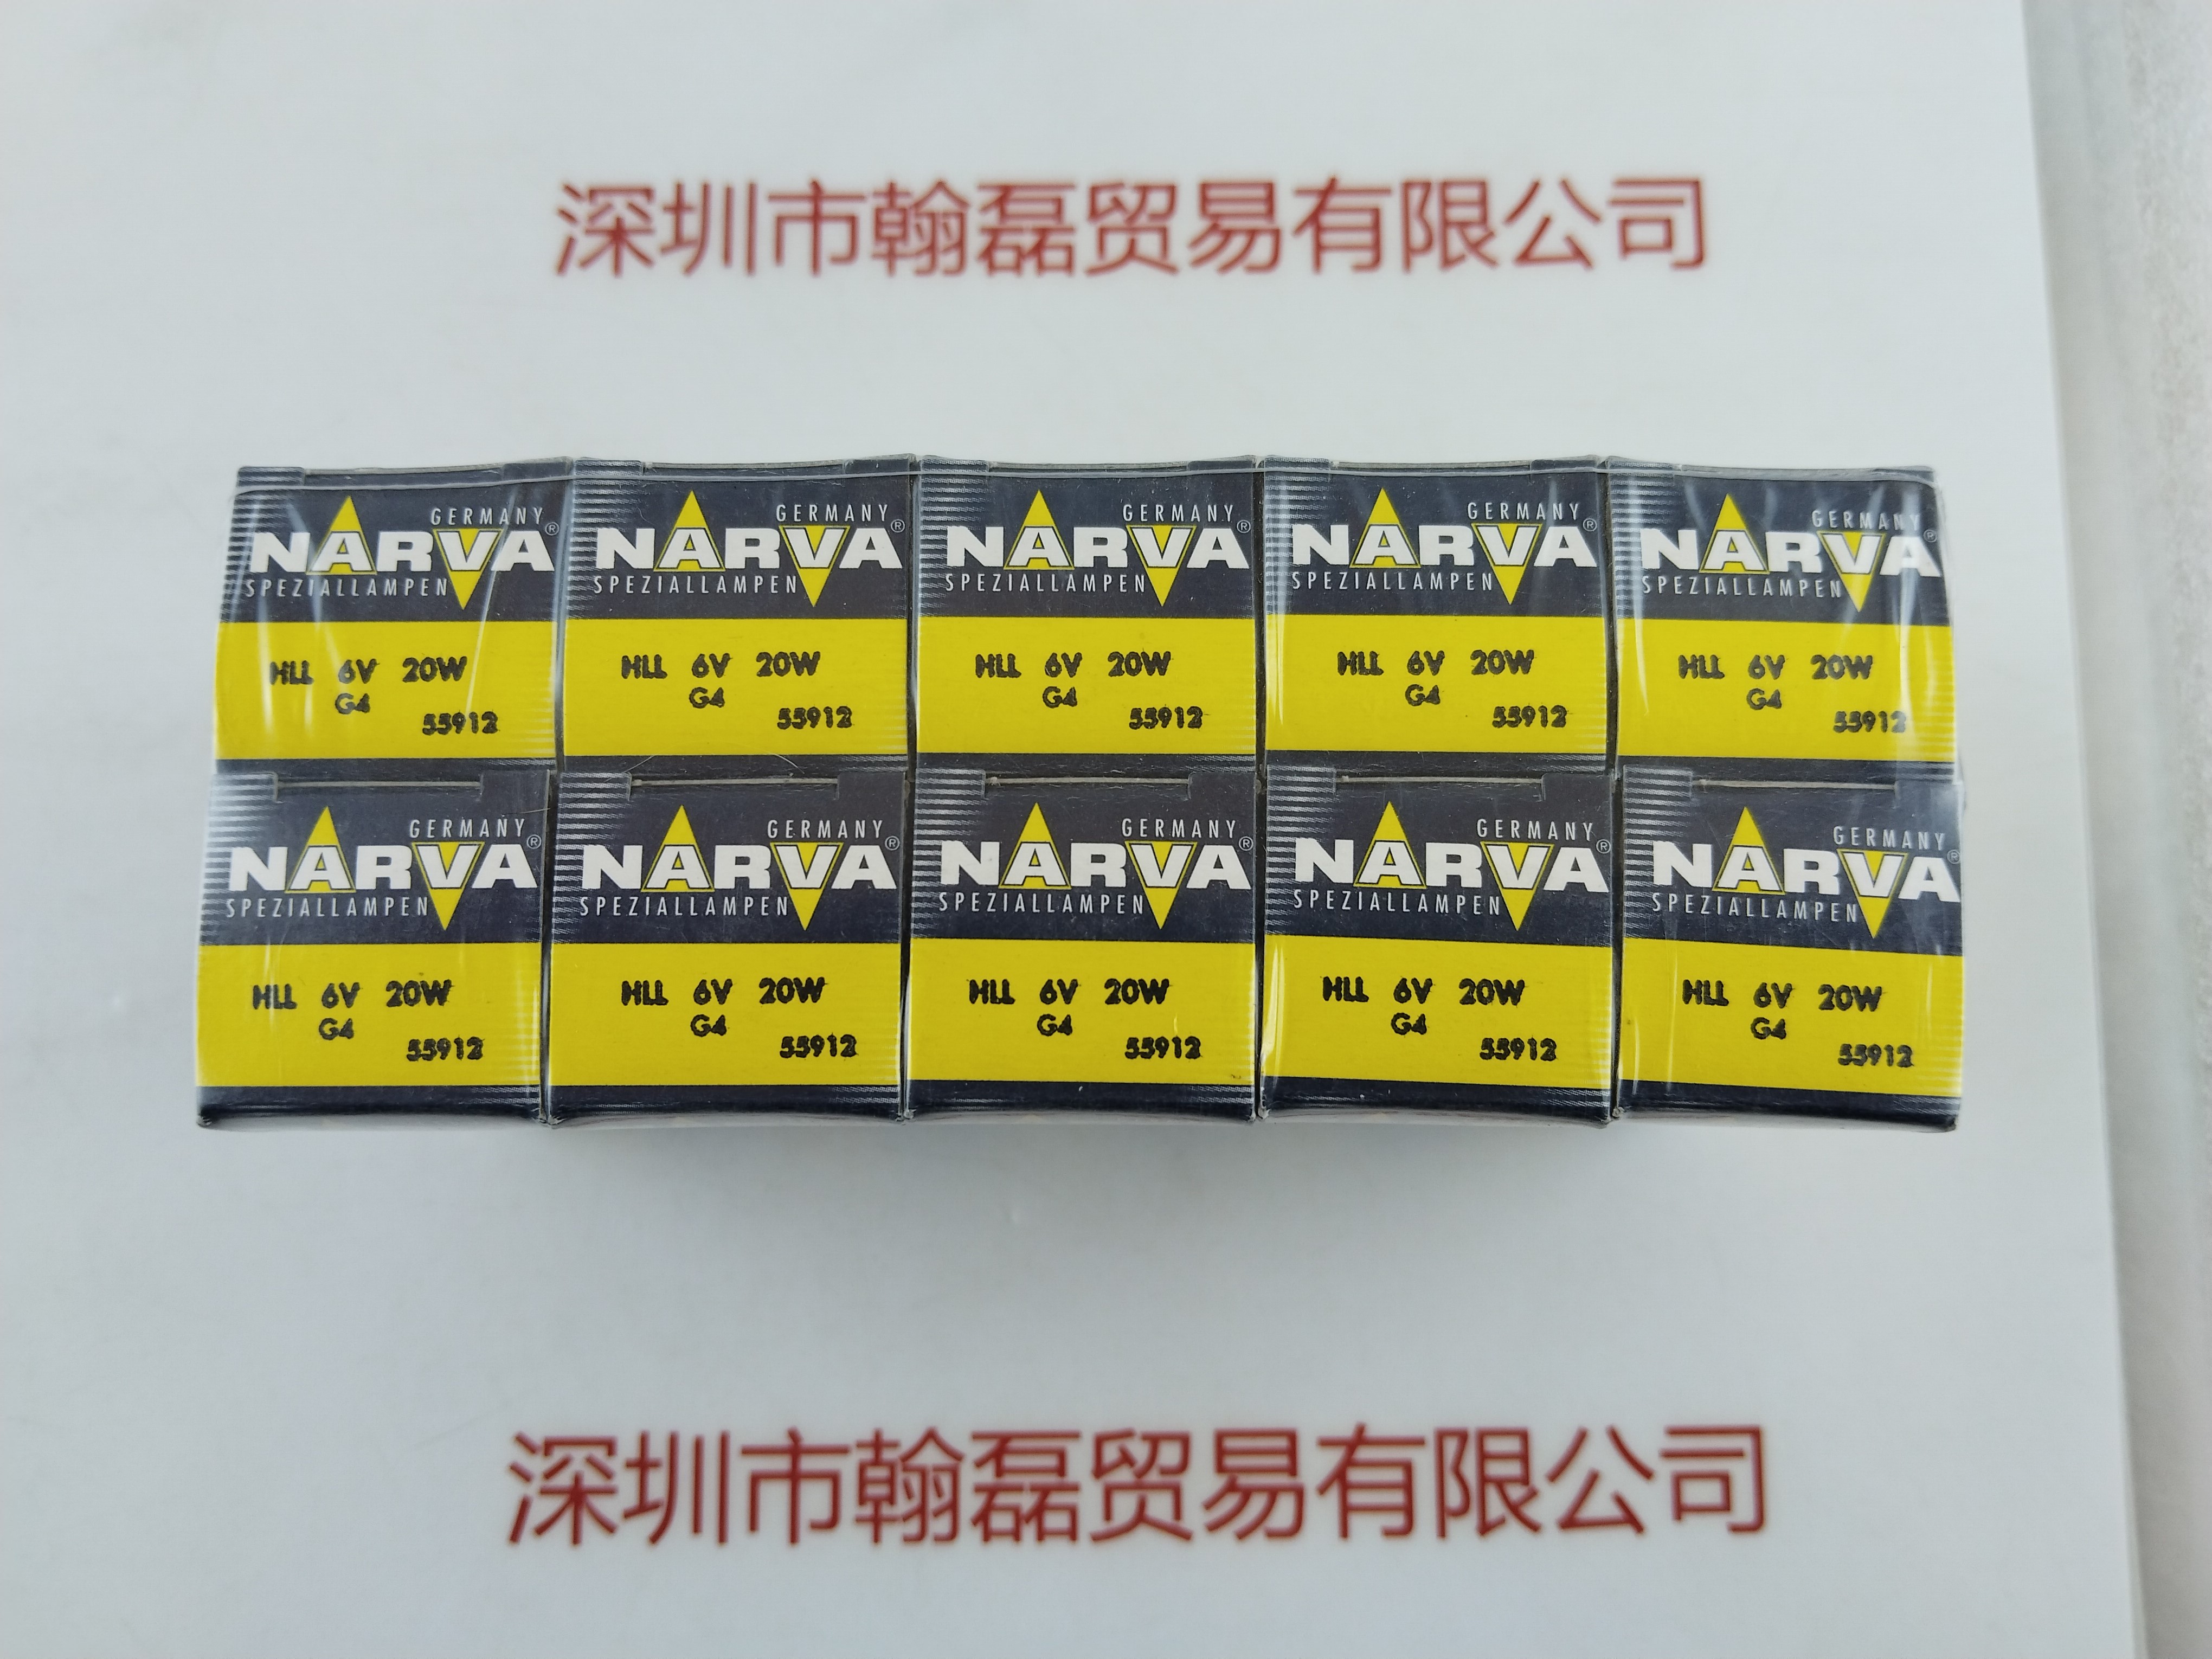 深圳市翰磊贸易有限公司
GERMANY GERMANY GERMANY GERMANY GERMANY
NARVA® NARVA® NARVA® NARVA® NARVA®
SPEZIALLAMPEN SPEZIALLAMPEN SPEZIALLAMPEN SPEZIALLAMPEN SPEZIALLAMPEN
HLL 6V 20W HLL 6V 20W HLL 6V 20W HLL 6V 20W HLL 6V 20W
G4 G4 G4 G4 G4
55912 55912 55912 55912 55912
GERMANY GERMANY GERMANY GERMANY GERMANY
NARVA® NARVA® NARVA® NARVA® NARVA®
SPEZIALLAMPEN SPEZIALLAMPEN SPEZIALLAMPEN SPEZIALLAMPEN SPEZIALLAMPEN
HLL 6V 20W HLL 6V 20W HLL 6V 20W HLL 6V 20W HLL 6V 20W
G4 G4 G4 G4 G4
55912 55912 55912 55912 55912
深圳市翰磊贸易有限公司